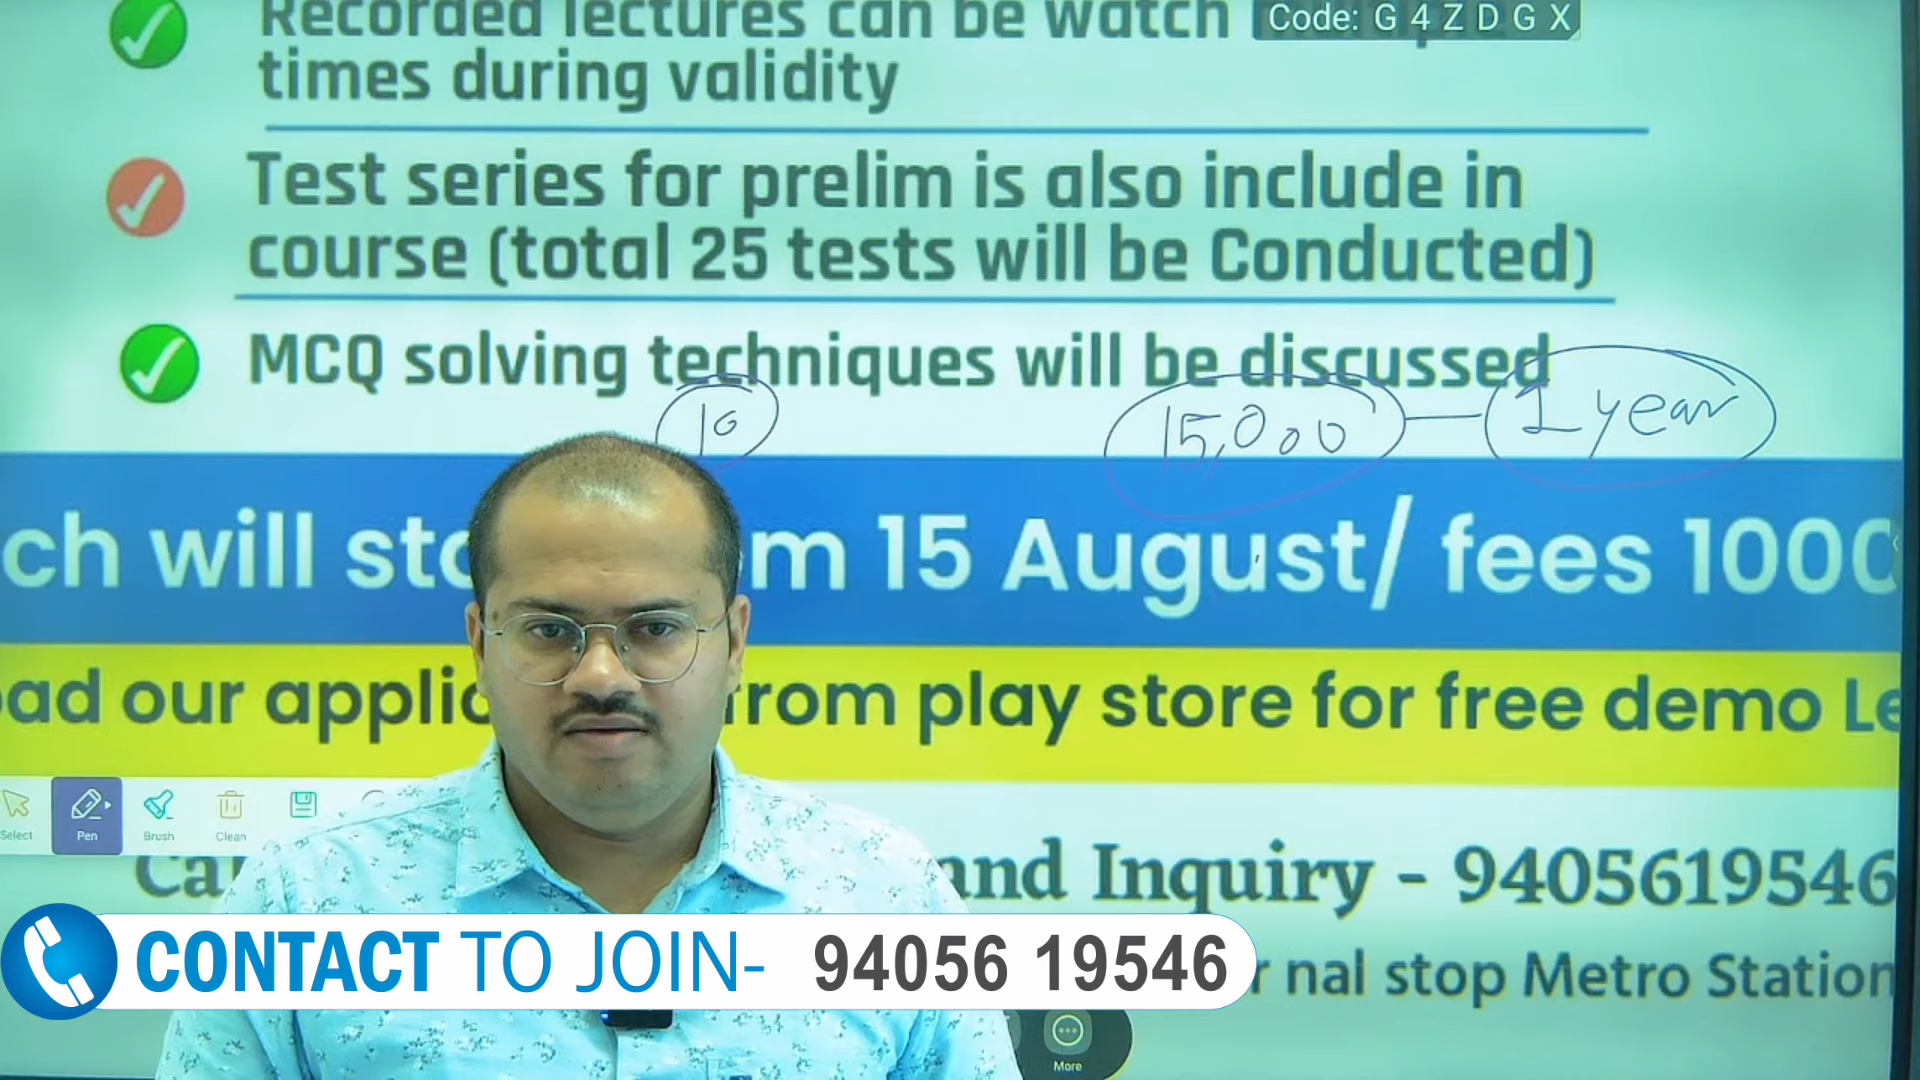 Recorded lectures can be watch
Code: G 4 Z D G X
times during validity
Test series for prelim is also include in
course (total 25 tests will be Conducted)
MCQ solving techniques will be discussed
10
15,000 — 1 year
ch will sta m 15 August/ fees 1000
ad our applic rom play store for free demo Le
Select
Pen
Brush
Clean
Ca and Inquiry - 9405619546
CONTACT TO JOIN- 94056 19546
r nal stop Metro Station
More